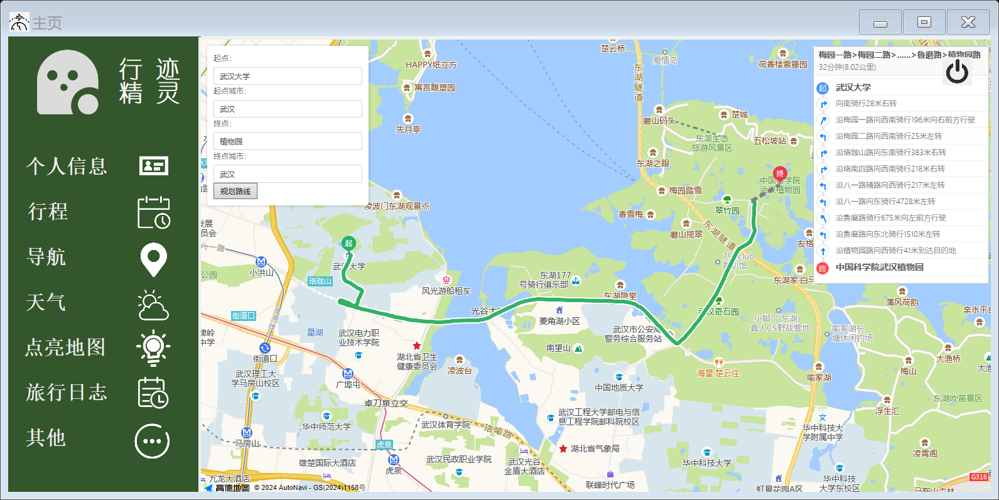 主页
行 迹
精 灵
个人信息
行程
导航
天气
点亮地图
旅行日志
其他
起点：
武汉大学
起点城市：
武汉
终点：
植物园
终点城市：
武汉
规划路线
梅园一路>梅园二路>......>鲁磨路>植物园路
32分钟(8.02公里)
起 武汉大学
向南骑行28米右转
沿梅园一路向西南骑行196米向右前方行驶
沿梅园二路向西南骑行25米左转
沿珞珈山路向东南骑行383米右转
沿珞南四路向西南骑行218米右转
沿八一路辅路向西骑行217米左转
沿八一路向东骑行4728米左转
沿鲁磨路骑行675米向左前方行驶
沿鲁磨路向东北骑行1510米左转
沿植物园路向西骑行41米到达目的地
终 中国科学院武汉植物园
楚云桥
爱情岛
荷香楼紫藤园
HAPPY纸立方
东湖隧道
寓言雕塑园
先月亭
磨山码头
楚城
东湖生态
旅游风景区
五松坡站
东湖之眼
终
中国科学院
武汉植物园
梅园踏雪
凌波门东湖观景点
翠竹园
香雪梅
磨山揽翠
东湖隧道
友格
发展
员会
八一路
起
武汉大学
小洪山
公园
珞珈山
风光游船租车
东湖177
号骑行俱乐部
东湖隐堂
东湖家·白马
蒲风荷韵
亲水平台
街道口
星湖
武汉电力职
业技术学院
菱角湖小区
武汉市公安局
警务综合服务站
武汉奇石园
小脚丫(东湖)
真人CS野战营地
喻家湖长
塘休闲钓场
中学
街道口
湖北省卫生
健康委员会
凌波台
南望山
海星·楚云庄
大渔桥
梅山
喻家湖
武汉理工大
学马房山校区
广埠屯
中国地质大学
卓刀泉立交
东湖吹笛景区
浮生汇
华中师范大学
武汉体育学院
珞喻路
武汉工程大学邮电与信
息工程学院邮科院校区
华中科技大
学附属中学
马房山
虎泉
湖北省气象局
凌霄阁
雄楚国际大酒店
虎泉
武汉民政职业学院
武汉光谷
金盾大酒店
华中科技大学
九龙大酒店
联峰时代广场
虹景花园A区
华中科技
大学东校区
G316
马鞍山森林
高德地图 © 2024 AutoNavi - GS(2024)1158号